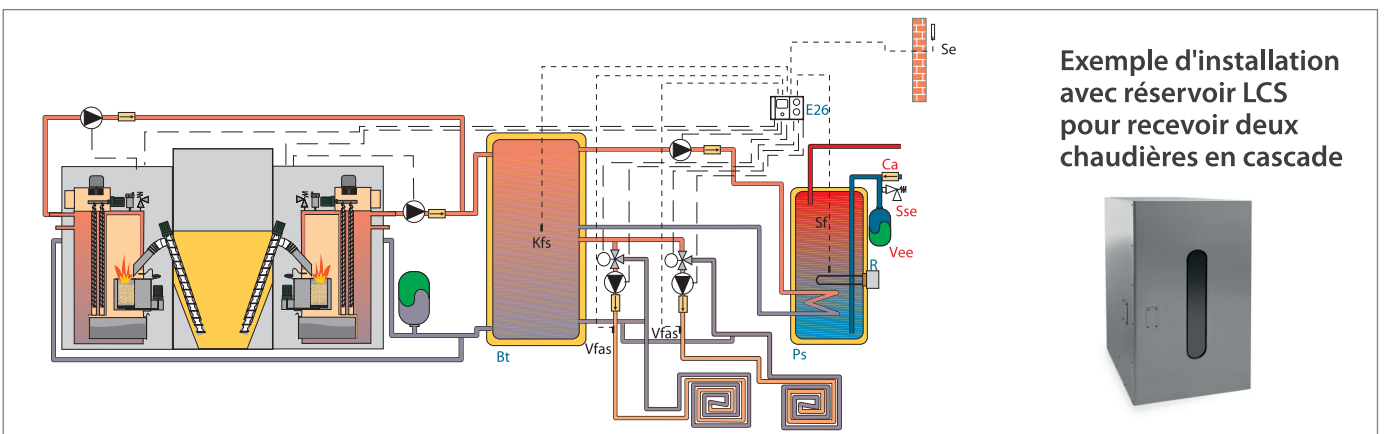 Se
E26
Exemple d'installation
avec réservoir LCS
pour recevoir deux
chaudières en cascade
Ca
Sse
Sf
Kfs
Vee
R
Vfas
Vfas
Bt
Ps